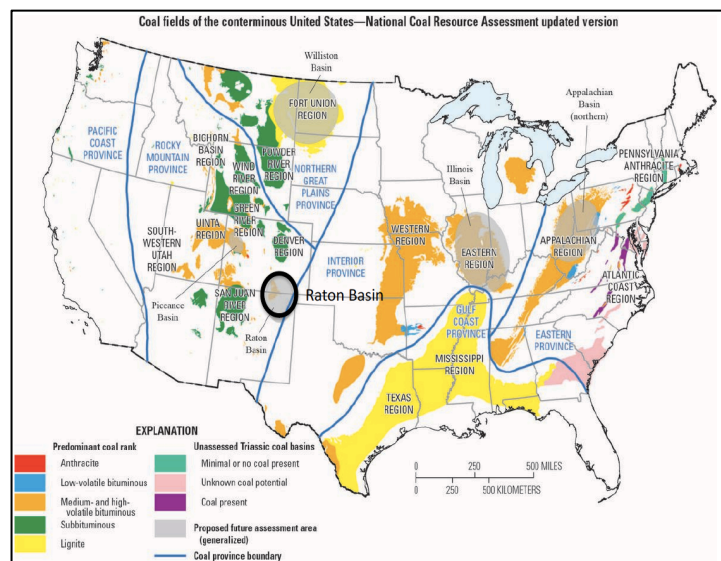 Coal fields of the conterminous United States—National Coal Resource Assessment updated version
Williston
Basin
FORT UNION
REGION
Appalachian
Basin
(northern)
PACIFIC
COAST
PROVINCE
ROCKY
MOUNTAIN
PROVINCE
BICHORN
BASIN
REGION
POWDER
RIVER
REGION
WIND
RIVER
REGION
NORTHERN
GREAT
PLAINS
PROVINCE
PENNSYLVANIA
ANTHRACITE
REGION
Illinois
Basin
GREEN
RIVER
REGION
UINTA
REGION
SOUTH-
WESTERN
UTAH
REGION
DENVER
REGION
WESTERN
REGION
EASTERN
REGION
APPALACHIAN
REGION
INTERIOR
PROVINCE
ATLANTIC
COAST
REGION
Piceance
Basin
SAN JUAN
RIVER
REGION
Raton Basin
Raton
Basin
GULF
COAST
PROVINCE
EASTERN
PROVINCE
MISSISSIPPI
REGION
TEXAS
REGION
EXPLANATION
Predominant coal rank
Anthracite
Low-volatile bituminous
Medium- and high-
volatile bituminous
Subbituminous
Lignite
Unassessed Triassic coal basins
Minimal or no coal present
Unknown coal potential
Coal present
Proposed future assessment area
(generalized)
Coal province boundary
0 250 500 MILES
0 250 500 KILOMETERS